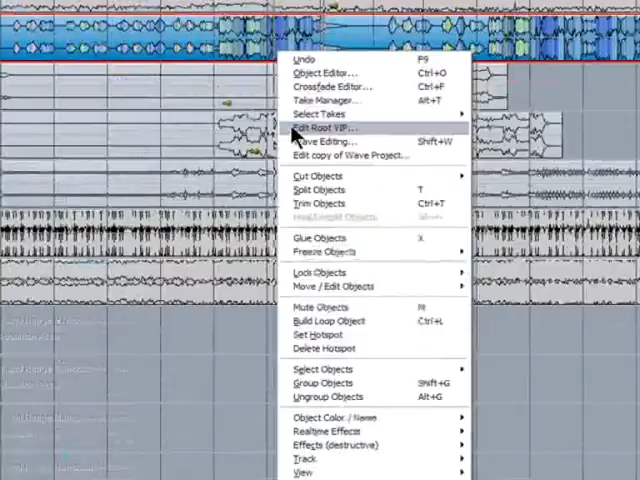 Undo F9
Object Editor... Ctrl+O
Crossfade Editor... Ctrl+F
Take Manager... Alt+T
Select Takes
Edit Root VIP...
Wave Editing... Shift+W
Edit copy of Wave Project...
Cut Objects
Split Objects T
Trim Objects Ctrl+T
Glue Objects X
Freeze Objects
Lock Objects
Move / Edit Objects
Mute Objects
Build Loop Object Ctrl+L
Set Hotspot
Delete Hotspot
Select Objects
Group Objects Shift+G
Ungroup Objects Alt+G
Object Color / Name
Realtime Effects
Effects (destructive)
Track
View